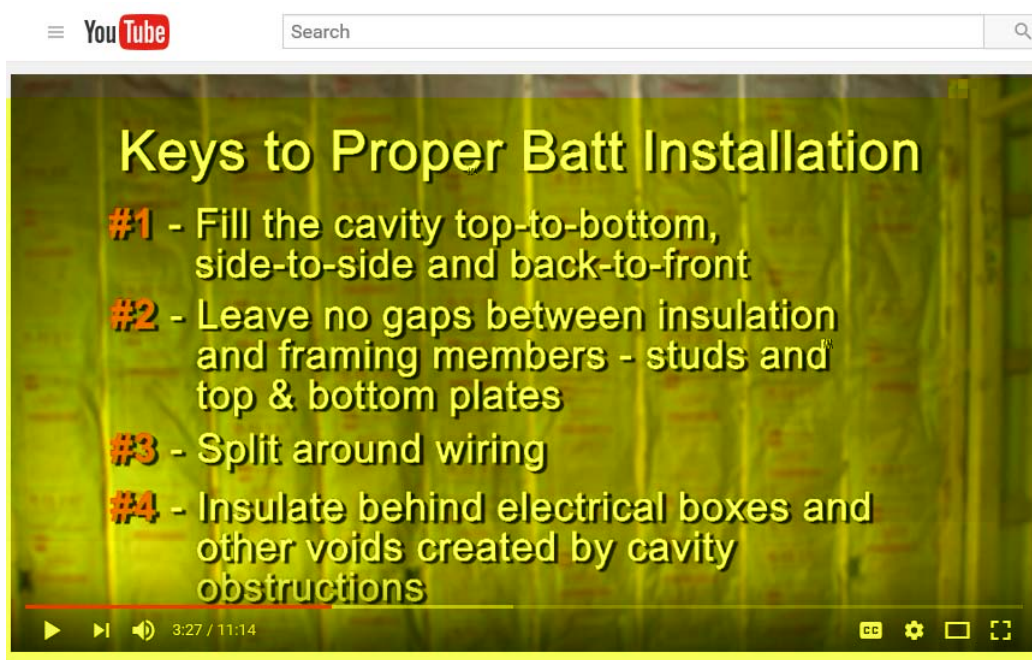 YouTube
Search
Keys to Proper Batt Installation
#1 - Fill the cavity top-to-bottom,
side-to-side and back-to-front
#2 - Leave no gaps between insulation
and framing members - studs and
top & bottom plates
#3 - Split around wiring
#4 - Insulate behind electrical boxes and
other voids created by cavity
obstructions
3:27 / 11:14
CC